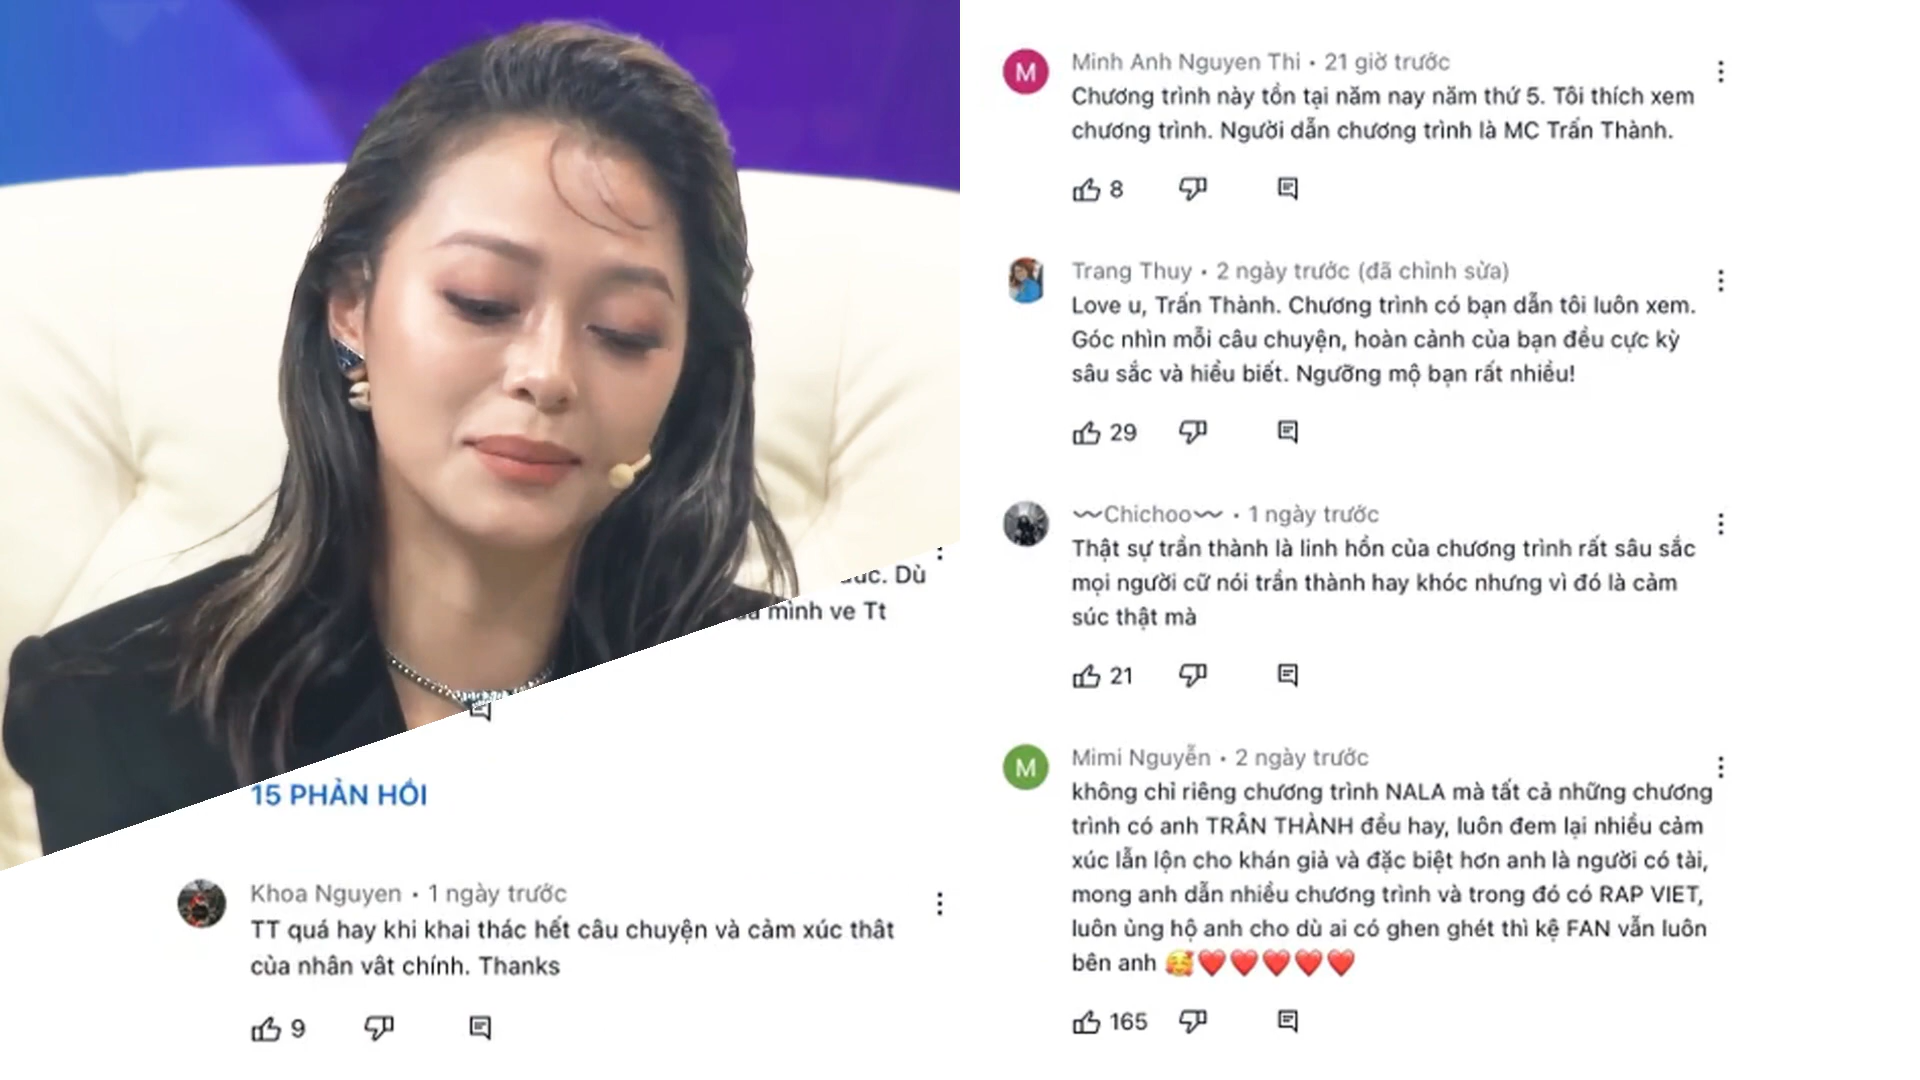 Dù
mình ve Tt
15 PHẢN HỒI
Khoa Nguyen • 1 ngày trước
TT quá hay khi khai thác hết câu chuyện và cảm xúc thât
của nhân vât chính. Thanks
9
M
Minh Anh Nguyen Thi • 21 giờ trước
Chương trình này tồn tại năm nay năm thứ 5. Tôi thích xem
chương trình. Người dẫn chương trình là MC Trấn Thành.
8
Trang Thuy • 2 ngày trước (đã chỉnh sửa)
Love u, Trấn Thành. Chương trình có bạn dẫn tôi luôn xem.
Góc nhìn mỗi câu chuyện, hoàn cảnh của bạn đều cực kỳ
sâu sắc và hiểu biết. Ngưỡng mộ bạn rất nhiều!
29
〰Chichoo〰 • 1 ngày trước
Thật sự trấn thành là linh hồn của chương trình rất sâu sắc
mọi người cữ nói trấn thành hay khóc nhưng vì đó là cảm
súc thật mà
21
M
Mimi Nguyễn • 2 ngày trước
không chỉ riêng chương trình NALA mà tất cả những chương
trình có anh TRẤN THÀNH đều hay, luôn đem lại nhiều cảm
xúc lẫn lộn cho khán giả và đặc biệt hơn anh là người có tài,
mong anh dẫn nhiều chương trình và trong đó có RAP VIET,
luôn ủng hộ anh cho dù ai có ghen ghét thì kệ FAN vẫn luôn
bên anh 🥰❤️❤️❤️❤️❤️
165